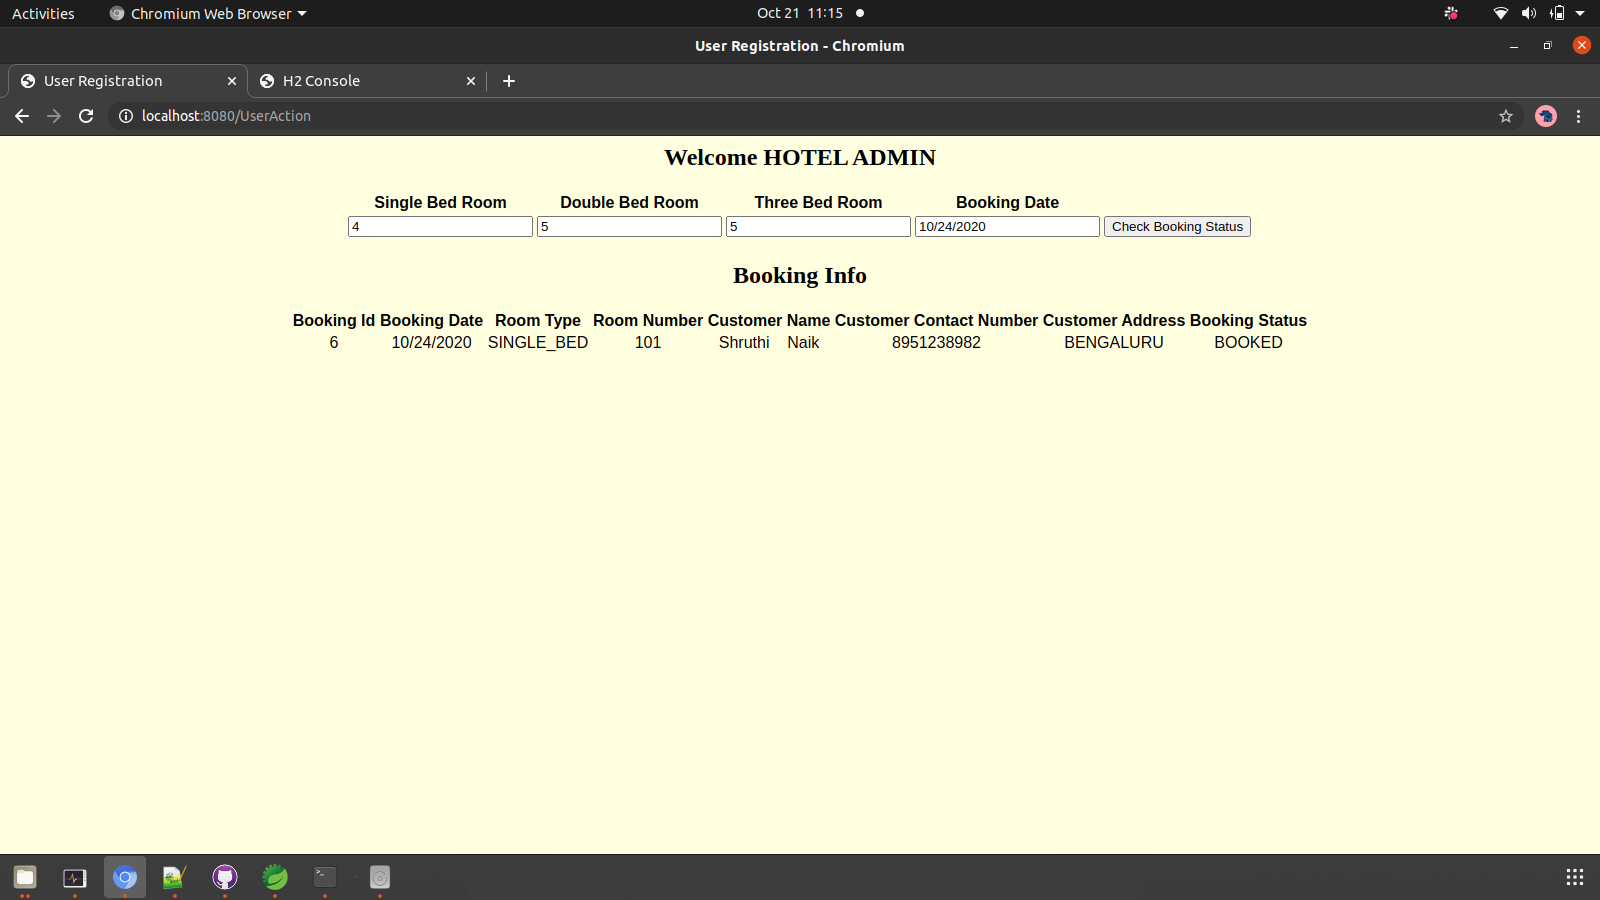 Activities Chromium Web Browser Oct 21 11:15
User Registration - Chromium
User Registration H2 Console
localhost:8080/UserAction
Welcome HOTEL ADMIN
Single Bed Room Double Bed Room Three Bed Room Booking Date
4 5 5 10/24/2020 Check Booking Status
Booking Info
Booking Id Booking Date Room Type Room Number Customer Name Customer Contact Number Customer Address Booking Status
6 10/24/2020 SINGLE_BED 101 Shruthi Naik 8951238982 BENGALURU BOOKED